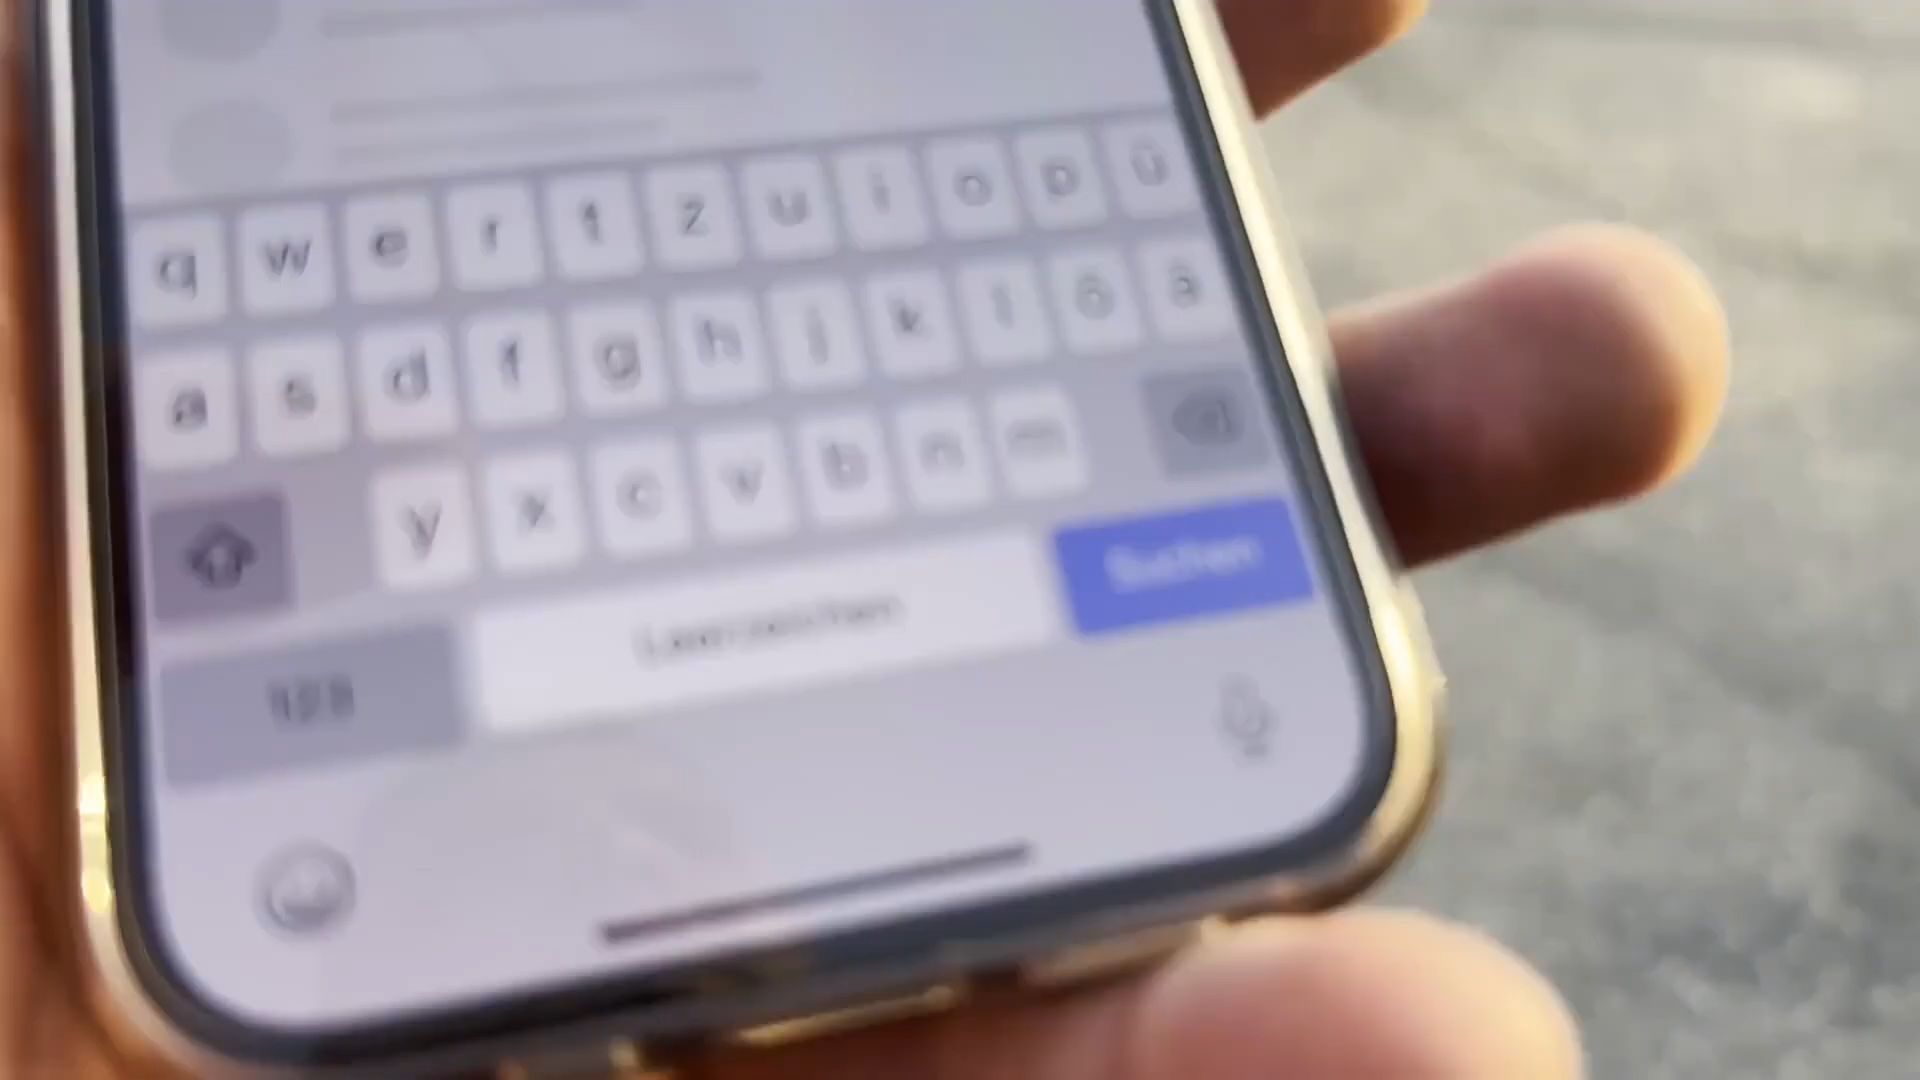 q w e r t z u i o p ü
a s d f g h j k l ö ä
y x c v b n m
123 Leerzeichen Suchen